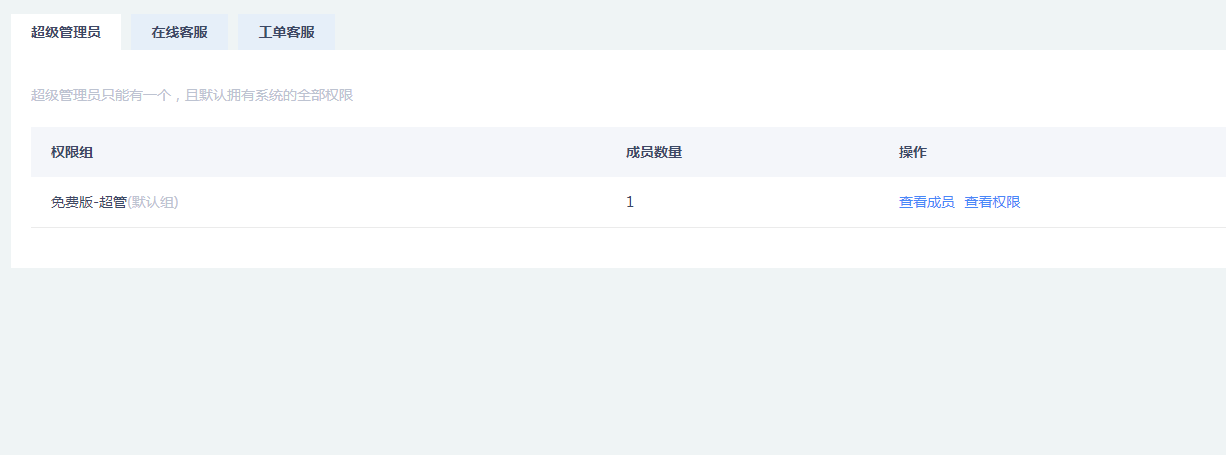 超级管理员 在线客服 工单客服
超级管理员只能有一个，且默认拥有系统的全部权限
权限组 成员数量 操作
免费版-超管(默认组) 1 查看成员 查看权限